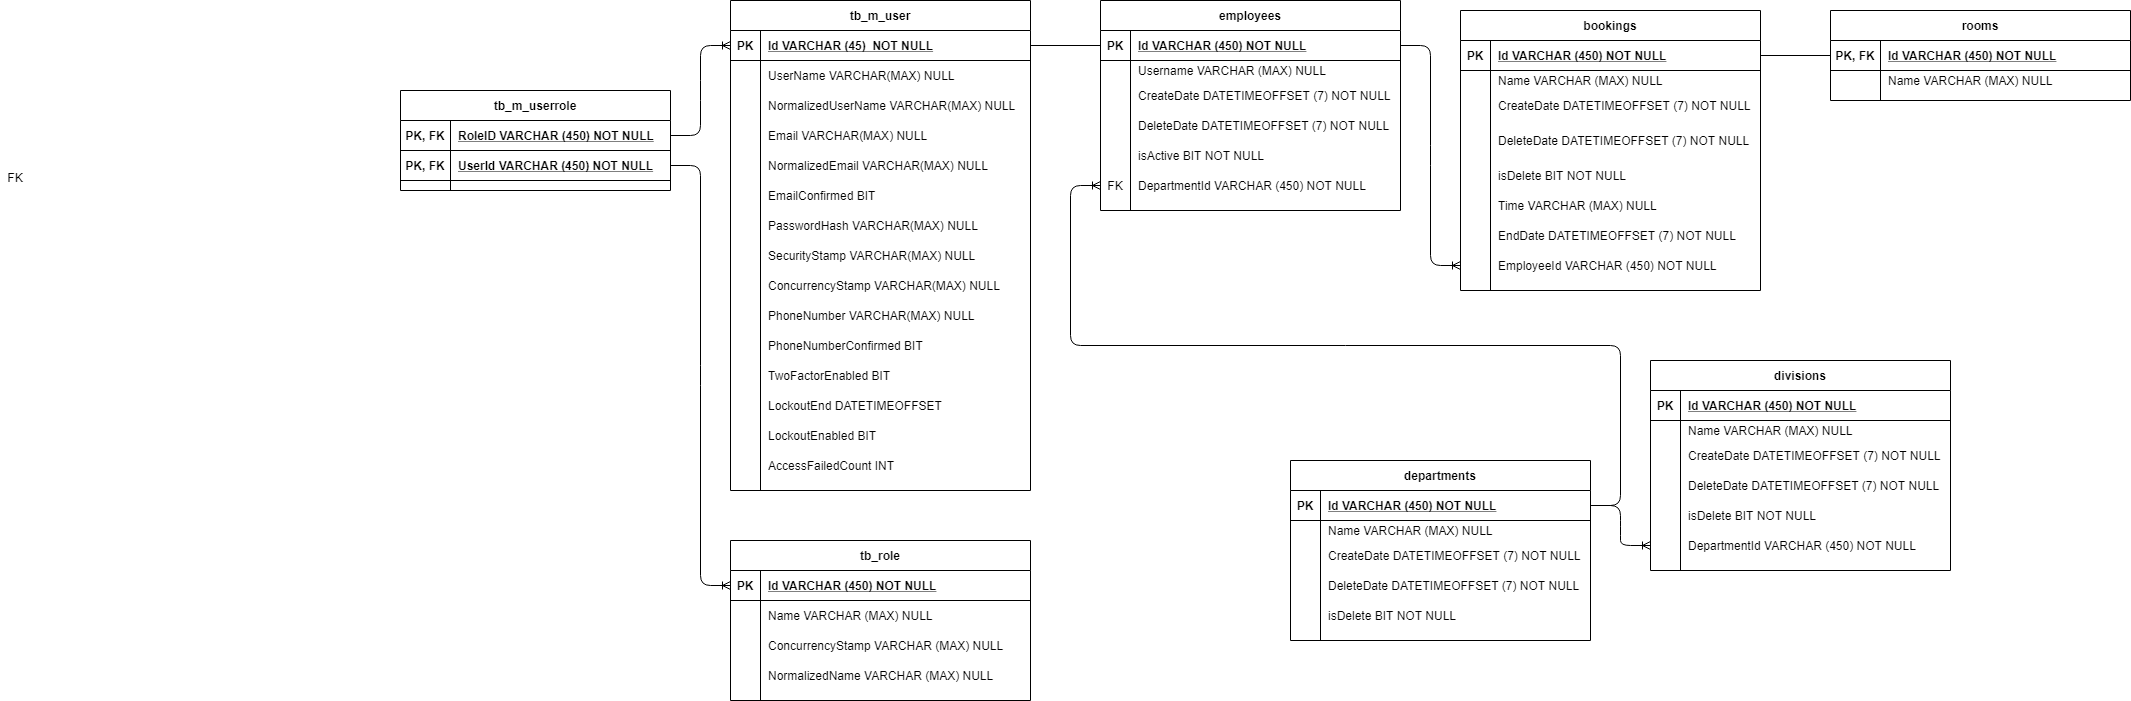 FK
tb_m_userrole
PK, FK RoleID VARCHAR (450) NOT NULL
PK, FK UserId VARCHAR (450) NOT NULL
tb_m_user
PK Id VARCHAR (45)  NOT NULL
UserName VARCHAR(MAX) NULL
NormalizedUserName VARCHAR(MAX) NULL
Email VARCHAR(MAX) NULL
NormalizedEmail VARCHAR(MAX) NULL
EmailConfirmed BIT
PasswordHash VARCHAR(MAX) NULL
SecurityStamp VARCHAR(MAX) NULL
ConcurrencyStamp VARCHAR(MAX) NULL
PhoneNumber VARCHAR(MAX) NULL
PhoneNumberConfirmed BIT
TwoFactorEnabled BIT
LockoutEnd DATETIMEOFFSET
LockoutEnabled BIT
AccessFailedCount INT
tb_role
PK Id VARCHAR (450) NOT NULL
Name VARCHAR (MAX) NULL
ConcurrencyStamp VARCHAR (MAX) NULL
NormalizedName VARCHAR (MAX) NULL
employees
PK Id VARCHAR (450) NOT NULL
Username VARCHAR (MAX) NULL
CreateDate DATETIMEOFFSET (7) NOT NULL
DeleteDate DATETIMEOFFSET (7) NOT NULL
isActive BIT NOT NULL
FK DepartmentId VARCHAR (450) NOT NULL
bookings
PK Id VARCHAR (450) NOT NULL
Name VARCHAR (MAX) NULL
CreateDate DATETIMEOFFSET (7) NOT NULL
DeleteDate DATETIMEOFFSET (7) NOT NULL
isDelete BIT NOT NULL
Time VARCHAR (MAX) NULL
EndDate DATETIMEOFFSET (7) NOT NULL
EmployeeId VARCHAR (450) NOT NULL
rooms
PK, FK Id VARCHAR (450) NOT NULL
Name VARCHAR (MAX) NULL
departments
PK Id VARCHAR (450) NOT NULL
Name VARCHAR (MAX) NULL
CreateDate DATETIMEOFFSET (7) NOT NULL
DeleteDate DATETIMEOFFSET (7) NOT NULL
isDelete BIT NOT NULL
divisions
PK Id VARCHAR (450) NOT NULL
Name VARCHAR (MAX) NULL
CreateDate DATETIMEOFFSET (7) NOT NULL
DeleteDate DATETIMEOFFSET (7) NOT NULL
isDelete BIT NOT NULL
DepartmentId VARCHAR (450) NOT NULL